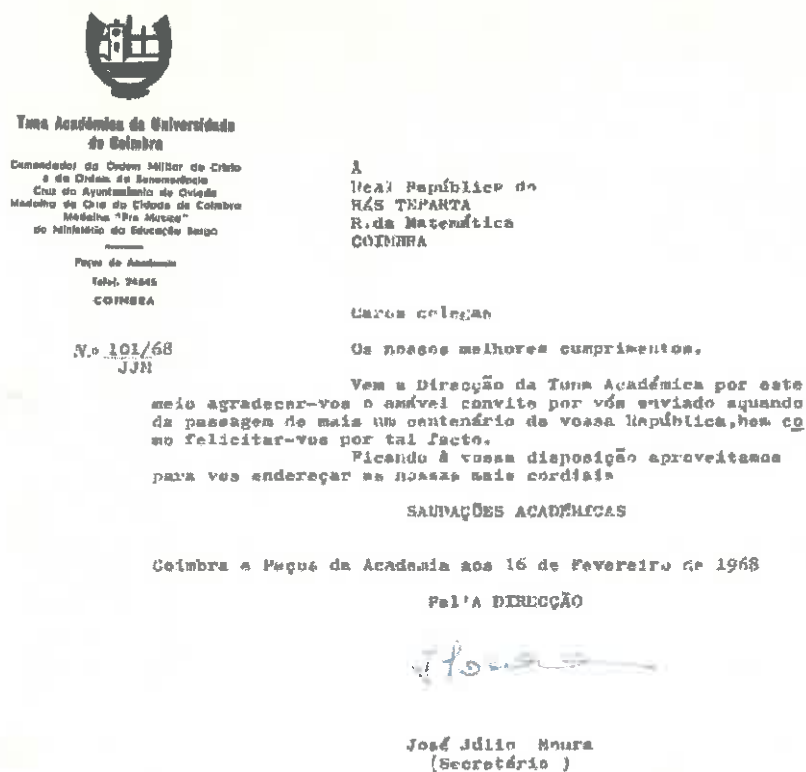 Tuna Académica da Universidade
de Coimbra
Comendador da Ordem Militar de Cristo
e da Ordem da Benemerência
Cruz do Ayuntamiento de Oviedo
Medalha de Oiro da Cidade de Coimbra
Medalha "Pro Musica"
do Ministério da Educação Belga
Paços da Academia
Telef. 24645
COIMBRA
N.º 101/68
JJM
À
Real República do
RÁS TEPARTA
R.da Matemática
COIMBRA
Caros colegas
Os nossos melhores cumprimentos.
Vem a Direcção da Tuna Académica por este
meio agradecer-vos o amável convite por vós enviado aquando
da passagem de mais um centenário da vossa República,bem co
mo felicitar-vos por tal facto.
Ficando à vossa disposição aproveitamos
para vos endereçar as nossas mais cordiais
SAUDAÇÕES ACADÉMICAS
Coimbra e Paços da Academia aos 16 de Fevereiro de 1968
Pel'A DIRECÇÃO
José Júlio Moura
(Secretário )